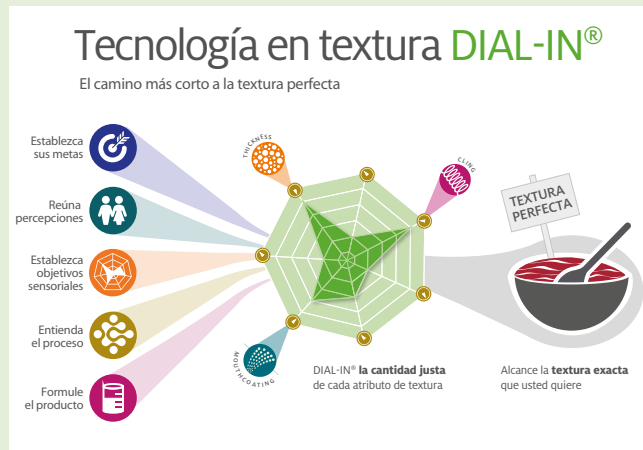 Tecnología en textura DIAL-IN®
El camino más corto a la textura perfecta
Establezca
sus metas
Reúna
percepciones
Establezca
objetivos
sensoriales
Entienda
el proceso
Formule
el producto
THICKNESS
CLING
MOUTHCOATING
DIAL-IN® la cantidad justa
de cada atributo de textura
TEXTURA
PERFECTA
Alcance la textura exacta
que usted quiere